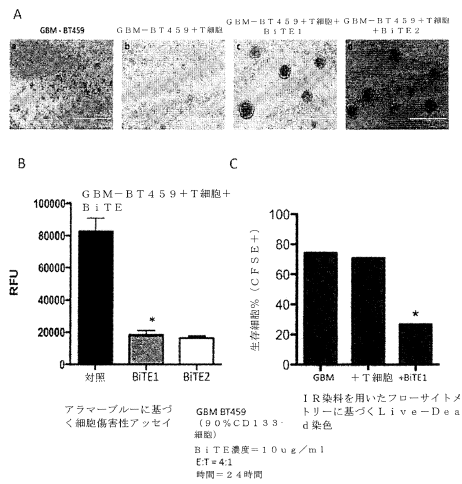 A
GBM - BT459
GBM－BT459＋T細胞
GBM－BT459＋T細胞＋
BiTE1
GBM－BT459＋T細胞
＋BiTE2
a
b
c
B
GBM－BT459＋T細胞＋
BiTE
RFU
100000
80000
60000
40000
20000
0
*
対照
BiTE1
BiTE2
アラマーブルーに基づ
く細胞傷害性アッセイ
GBM BT459
(90%CD133-
細胞)
BiTE濃度＝10ug／ml
E:T = 4:1
時間＝24時間
C
生存細胞%（CFSE＋）
100
80
60
40
20
0
*
GBM
＋T細胞
+BiTE1
IR染料を用いたフローサイトメ
トリーに基づくLive－Dea
d染色